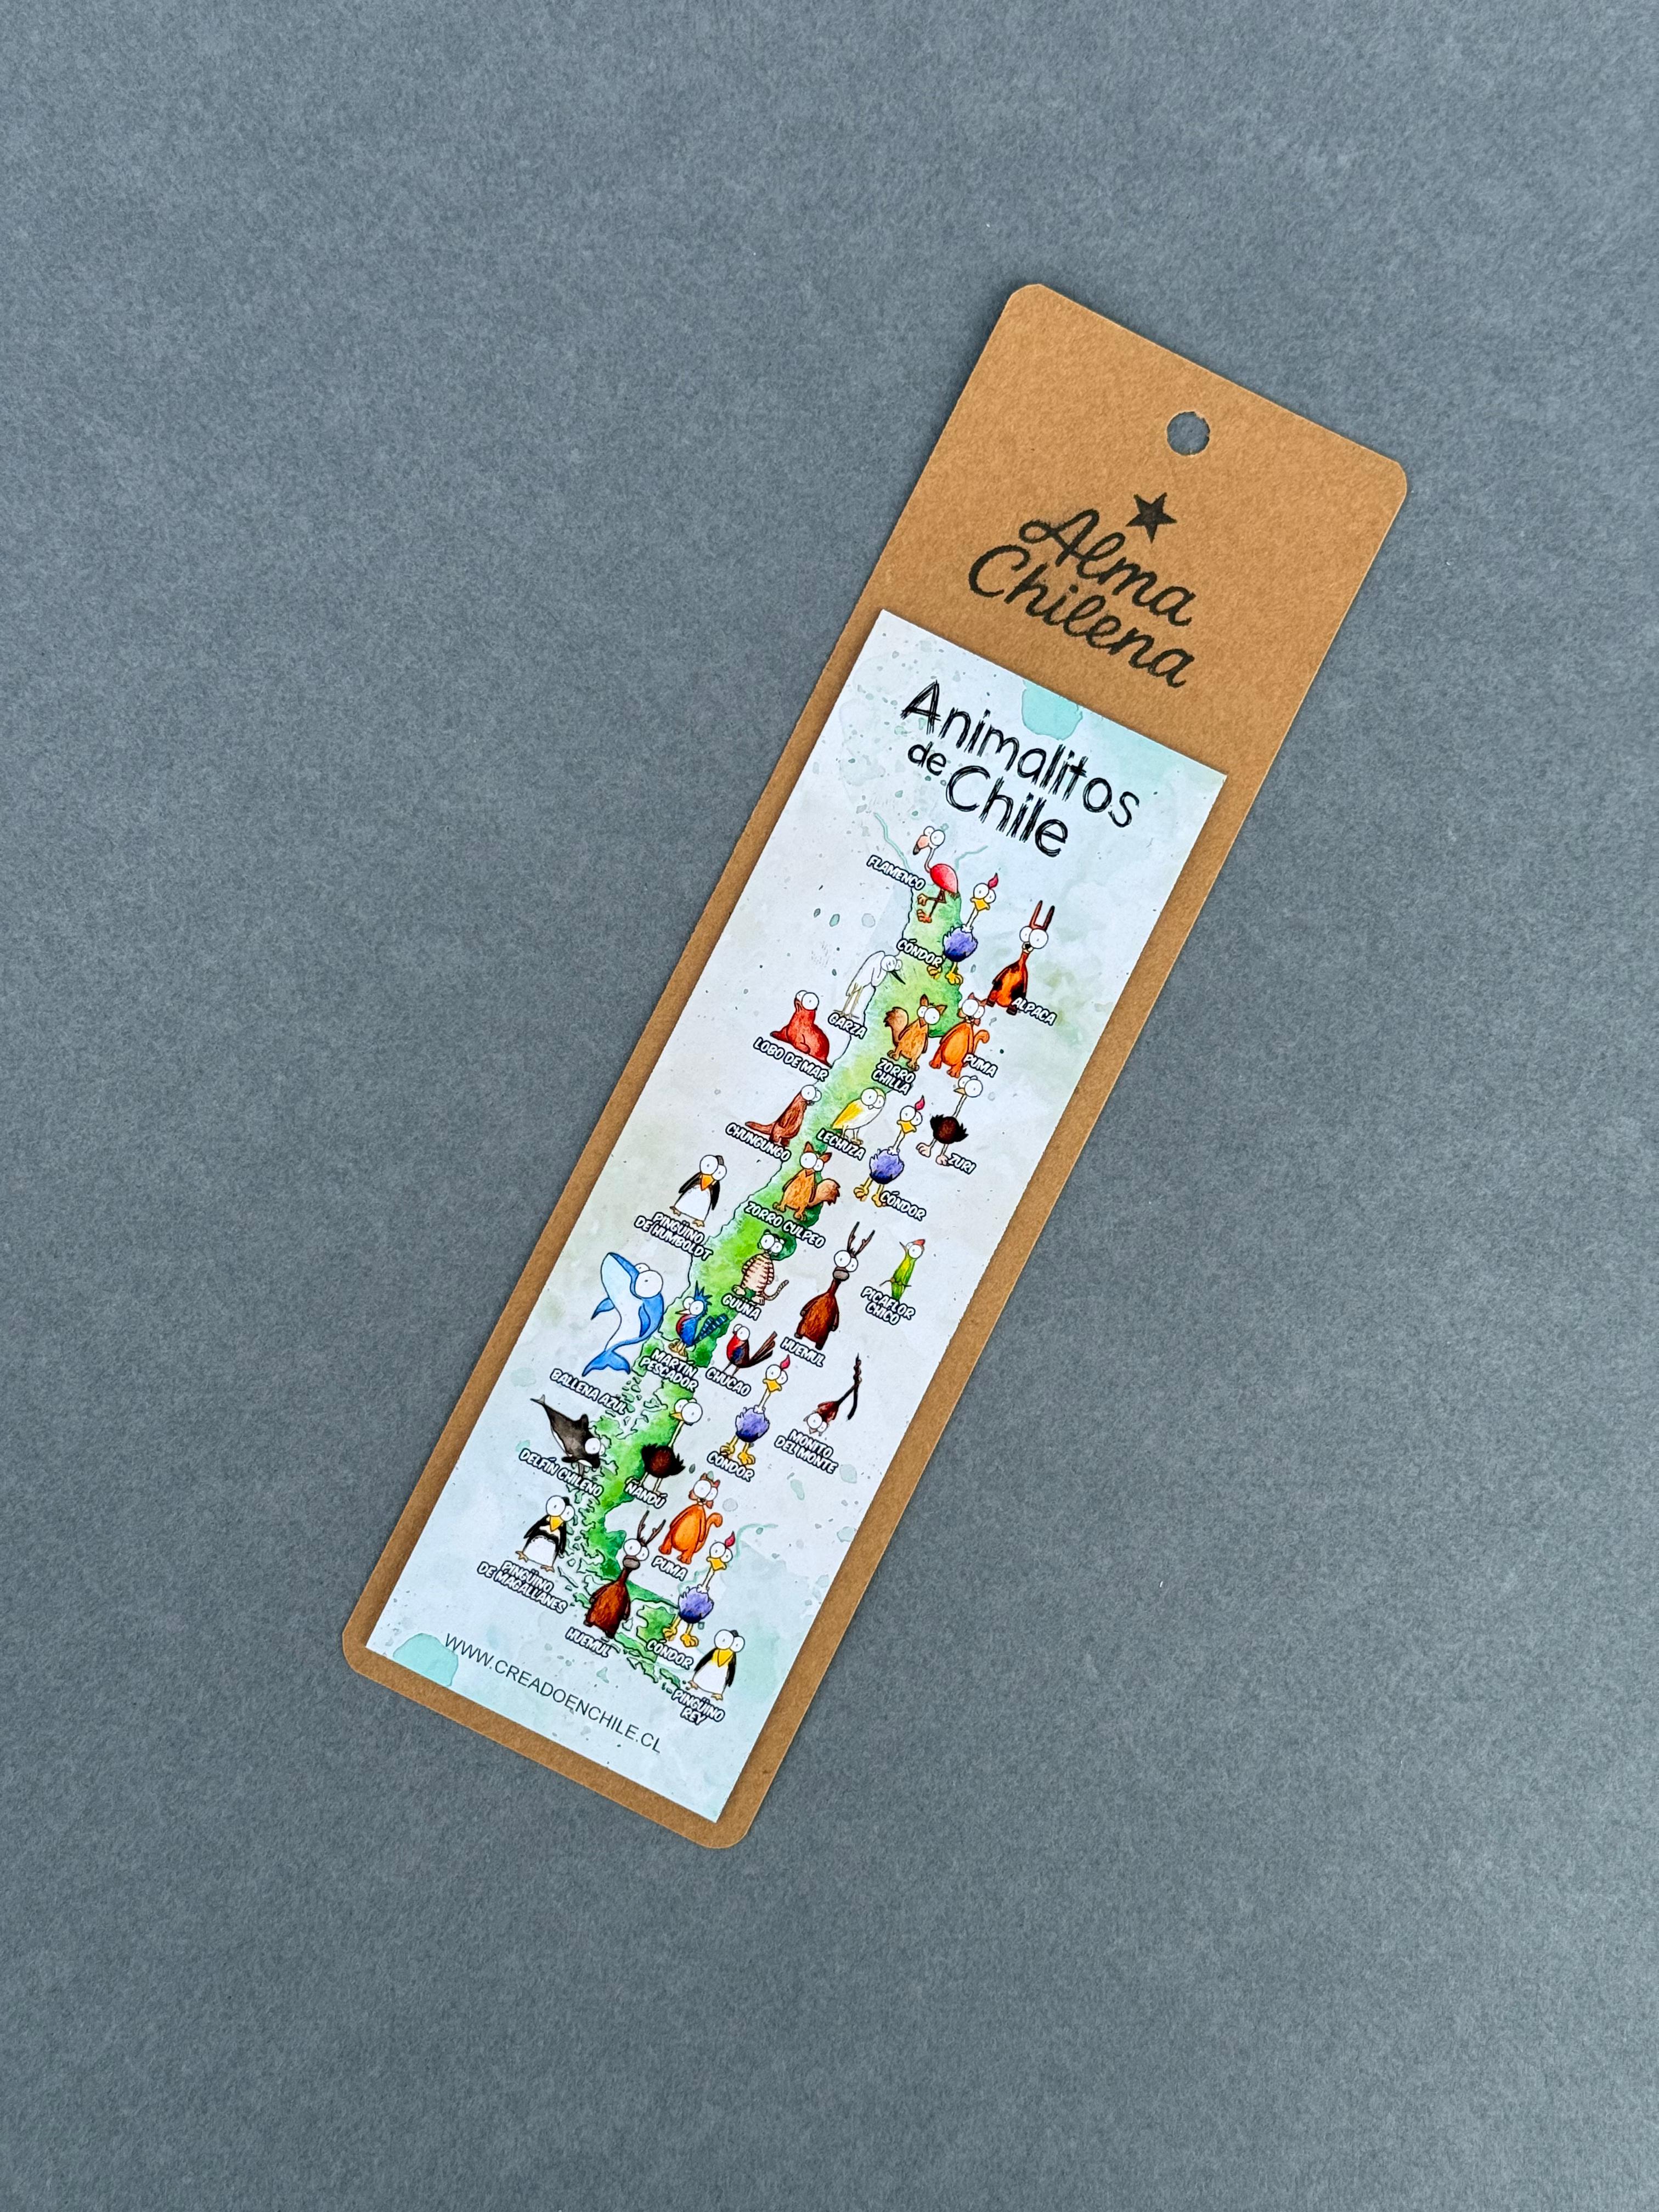 Alma
Chilena
Animalitos
de Chile
FLAMENCO
CÓNDOR
ALPACA
GARZA
LOBO DE MAR
ZORRO
CHILLA
PUMA
CHUNGUNGO
LECHUZA
ZURI
CÓNDOR
PINGÜINO
DE HUMBOLDT
ZORRO CULPEO
GUIÑA
PICAFLOR
CHICO
HUEMUL
MARTÍN
PESCADOR
CHUCAO
BALLENA AZUL
MONITO
DEL MONTE
CÓNDOR
DELFÍN CHILENO
ÑANDÚ
PUMA
PINGÜINO
DE MAGALLANES
HUEMUL
CÓNDOR
PINGÜINO
REY
WWW.CREADOENCHILE.CL